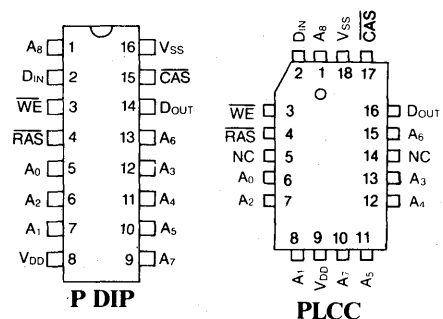 A8 1 16 VSS
DIN 2 15 CAS
WE 3 14 DOUT
RAS 4 13 A6
A0 5 12 A3
A2 6 11 A4
A1 7 10 A5
VDD 8 9 A7
P DIP
DIN A8 VSS CAS
2 1 18 17
WE 3 16 DOUT
RAS 4 15 A6
NC 5 14 NC
A0 6 13 A3
A2 7 12 A4
8 9 10 11
A1 VDD A7 A5
PLCC